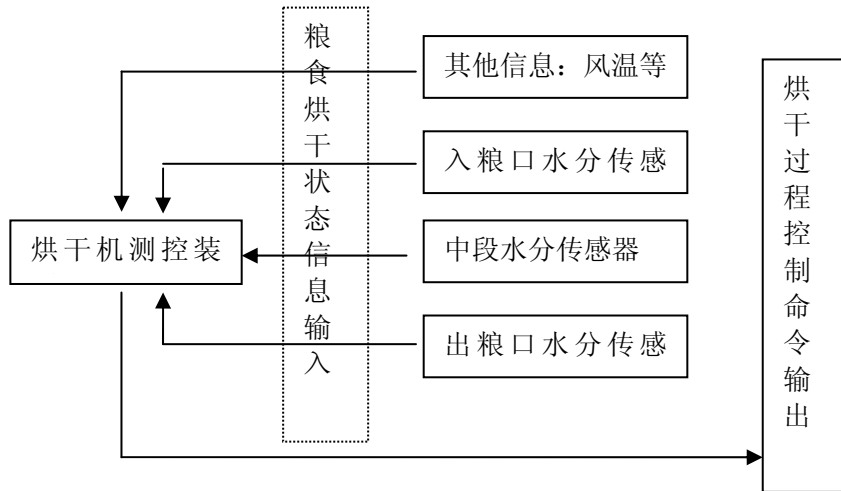 粮食烘干状态信息输入
其他信息：风温等
入粮口水分传感
烘干机测控装
中段水分传感器
出粮口水分传感
烘干过程控制命令输出